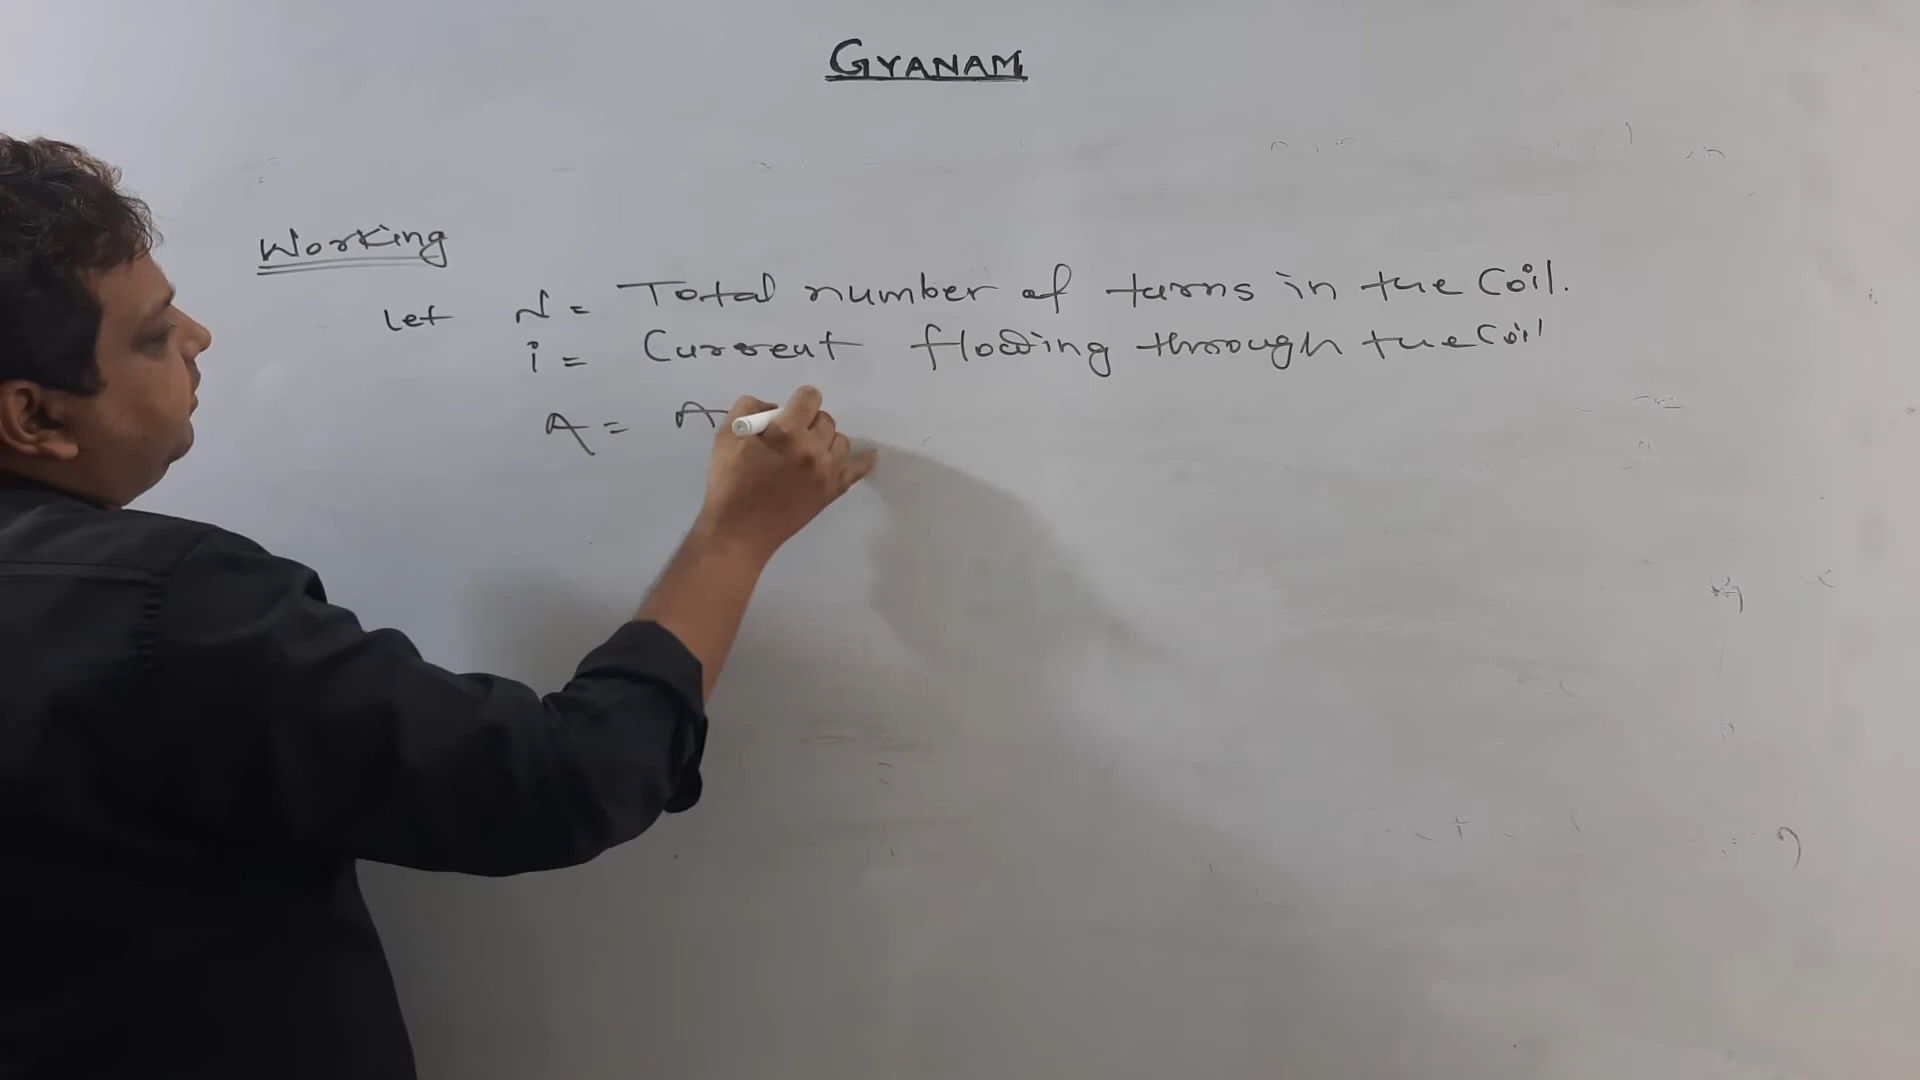 GYANAM
Working
Let N = Total number of turns in the Coil.
i = Current flowing through the Coil
A = A